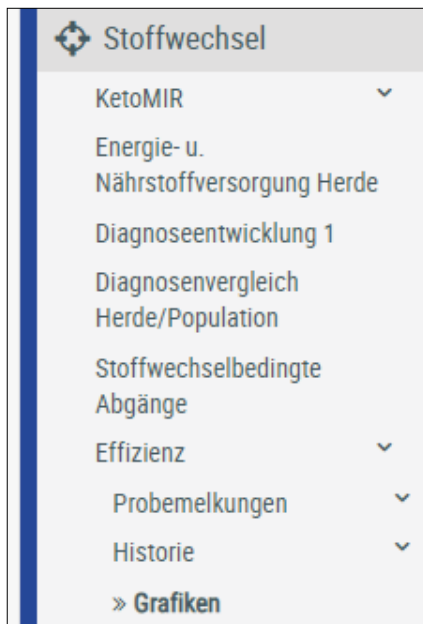 Stoffwechsel
KetoMIR
Energie- u.
Nährstoffversorgung Herde
Diagnoseentwicklung 1
Diagnosenvergleich
Herde/Population
Stoffwechselbedingte
Abgänge
Effizienz
Probemelkungen
Historie
» Grafiken